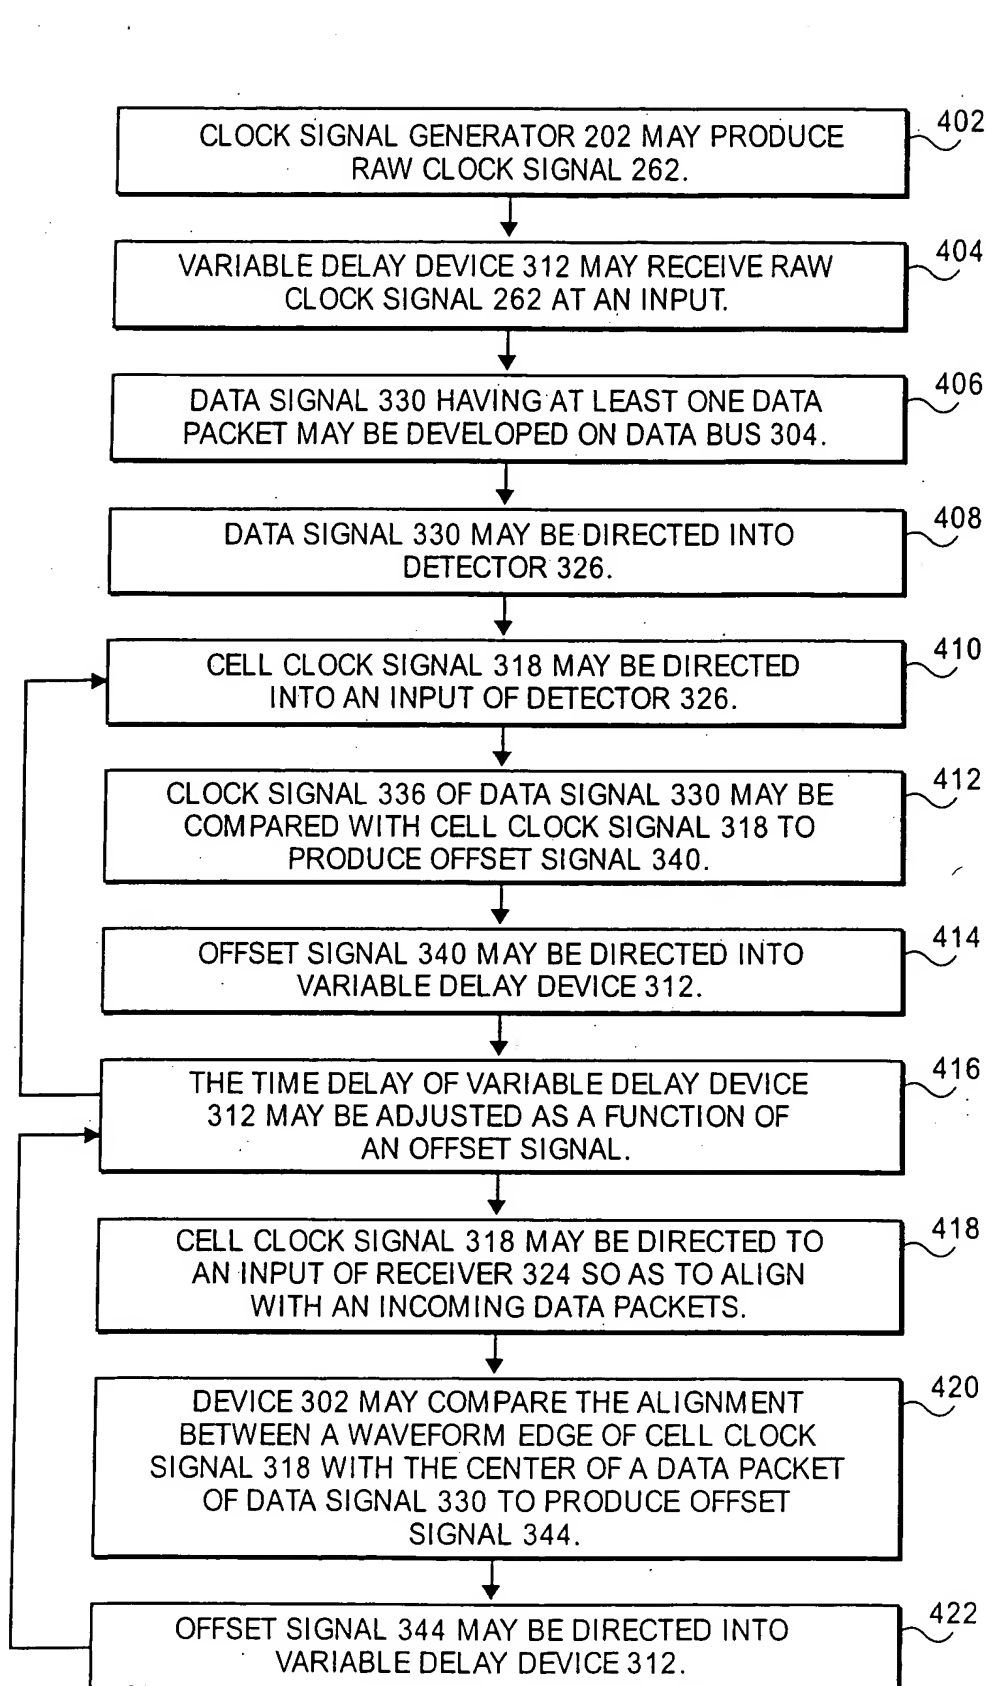 402
CLOCK SIGNAL GENERATOR 202 MAY PRODUCE
RAW CLOCK SIGNAL 262.
404
VARIABLE DELAY DEVICE 312 MAY RECEIVE RAW
CLOCK SIGNAL 262 AT AN INPUT.
406
DATA SIGNAL 330 HAVING AT LEAST ONE DATA
PACKET MAY BE DEVELOPED ON DATA BUS 304.
408
DATA SIGNAL 330 MAY BE DIRECTED INTO
DETECTOR 326.
410
CELL CLOCK SIGNAL 318 MAY BE DIRECTED
INTO AN INPUT OF DETECTOR 326.
412
CLOCK SIGNAL 336 OF DATA SIGNAL 330 MAY BE
COMPARED WITH CELL CLOCK SIGNAL 318 TO
PRODUCE OFFSET SIGNAL 340.
414
OFFSET SIGNAL 340 MAY BE DIRECTED INTO
VARIABLE DELAY DEVICE 312.
416
THE TIME DELAY OF VARIABLE DELAY DEVICE
312 MAY BE ADJUSTED AS A FUNCTION OF
AN OFFSET SIGNAL.
418
CELL CLOCK SIGNAL 318 MAY BE DIRECTED TO
AN INPUT OF RECEIVER 324 SO AS TO ALIGN
WITH AN INCOMING DATA PACKETS.
420
DEVICE 302 MAY COMPARE THE ALIGNMENT
BETWEEN A WAVEFORM EDGE OF CELL CLOCK
SIGNAL 318 WITH THE CENTER OF A DATA PACKET
OF DATA SIGNAL 330 TO PRODUCE OFFSET
SIGNAL 344.
422
OFFSET SIGNAL 344 MAY BE DIRECTED INTO
VARIABLE DELAY DEVICE 312.